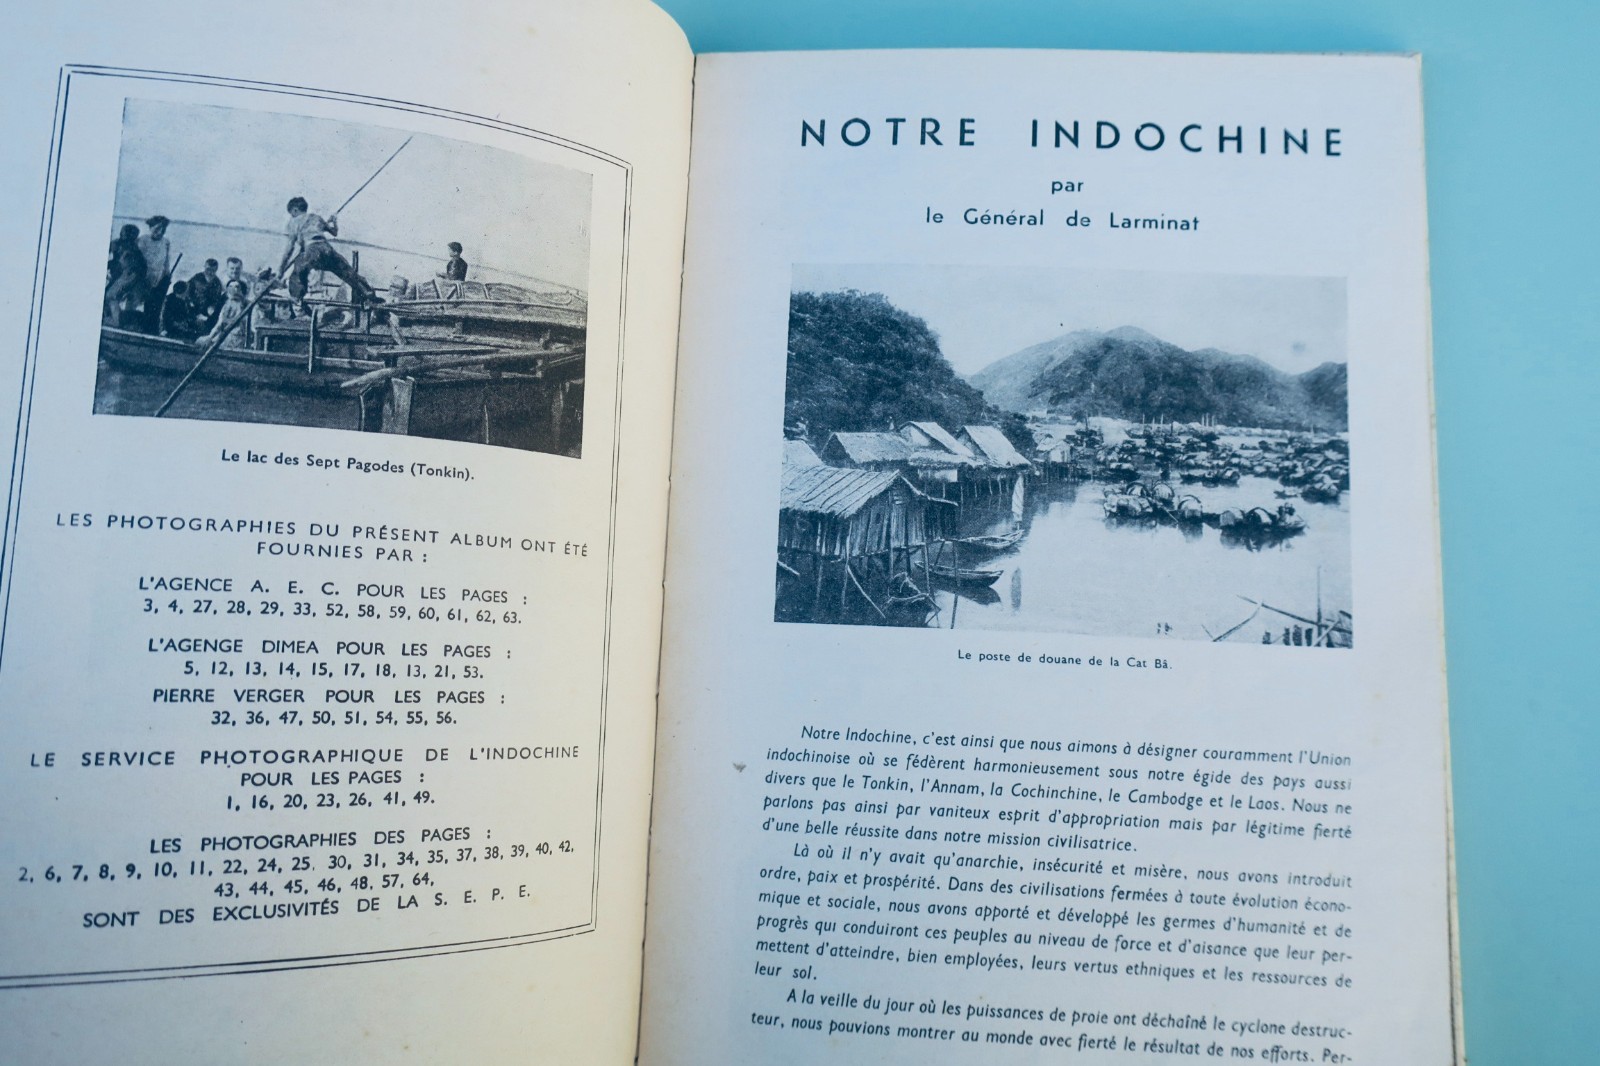 Le lac des Sept Pagodes (Tonkin).
LES PHOTOGRAPHIES DU PRÉSENT ALBUM ONT ÉTÉ
FOURNIES PAR :
L'AGENCE A. E. C. POUR LES PAGES :
3, 4, 27, 28, 29, 33, 52, 58, 59, 60, 61, 62, 63.
L'AGENGE DIMEA POUR LES PAGES :
5, 12, 13, 14, 15, 17, 18, 13, 21, 53.
PIERRE VERGER POUR LES PAGES :
32, 36, 47, 50, 51, 54, 55, 56.
LE SERVICE PHOTOGRAPHIQUE DE L'INDOCHINE
POUR LES PAGES :
1, 16, 20, 23, 26, 41, 49.
LES PHOTOGRAPHIES DES PAGES :
2, 6, 7, 8, 9, 10, 11, 22, 24, 25, 30, 31, 34, 35, 37, 38, 39, 40, 42,
43, 44, 45, 46, 48, 57, 64,
SONT DES EXCLUSIVITÉS DE LA S. E. P. E.
NOTRE INDOCHINE
par
le Général de Larminat
Le poste de douane de la Cat Bâ.
Notre Indochine, c'est ainsi que nous aimons à désigner couramment l'Union
indochinoise où se fédèrent harmonieusement sous notre égide des pays aussi
divers que le Tonkin, l'Annam, la Cochinchine, le Cambodge et le Laos. Nous ne
parlons pas ainsi par vaniteux esprit d'appropriation mais par légitime fierté
d'une belle réussite dans notre mission civilisatrice.
Là où il n'y avait qu'anarchie, insécurité et misère, nous avons introduit
ordre, paix et prospérité. Dans des civilisations fermées à toute évolution écono-
mique et sociale, nous avons apporté et développé les germes d'humanité et de
progrès qui conduiront ces peuples au niveau de force et d'aisance que leur per-
mettent d'atteindre, bien employées, leurs vertus ethniques et les ressources de
leur sol.
A la veille du jour où les puissances de proie ont déchaîné le cyclone destruc-
teur, nous pouvions montrer au monde avec fierté le résultat de nos efforts. Per-